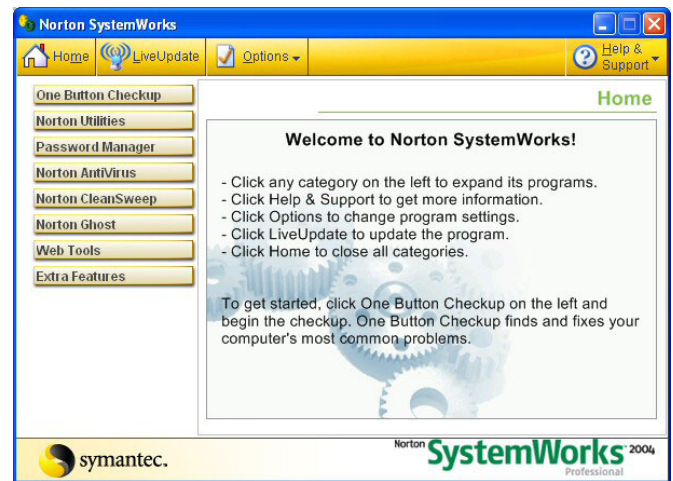 Norton SystemWorks
Home LiveUpdate Options Help & Support
One Button Checkup
Norton Utilities
Password Manager
Norton AntiVirus
Norton CleanSweep
Norton Ghost
Web Tools
Extra Features
Home
Welcome to Norton SystemWorks!
- Click any category on the left to expand its programs.
- Click Help & Support to get more information.
- Click Options to change program settings.
- Click LiveUpdate to update the program.
- Click Home to close all categories.
To get started, click One Button Checkup on the left and
begin the checkup. One Button Checkup finds and fixes your
computer's most common problems.
symantec.
Norton SystemWorks 2004
Professional